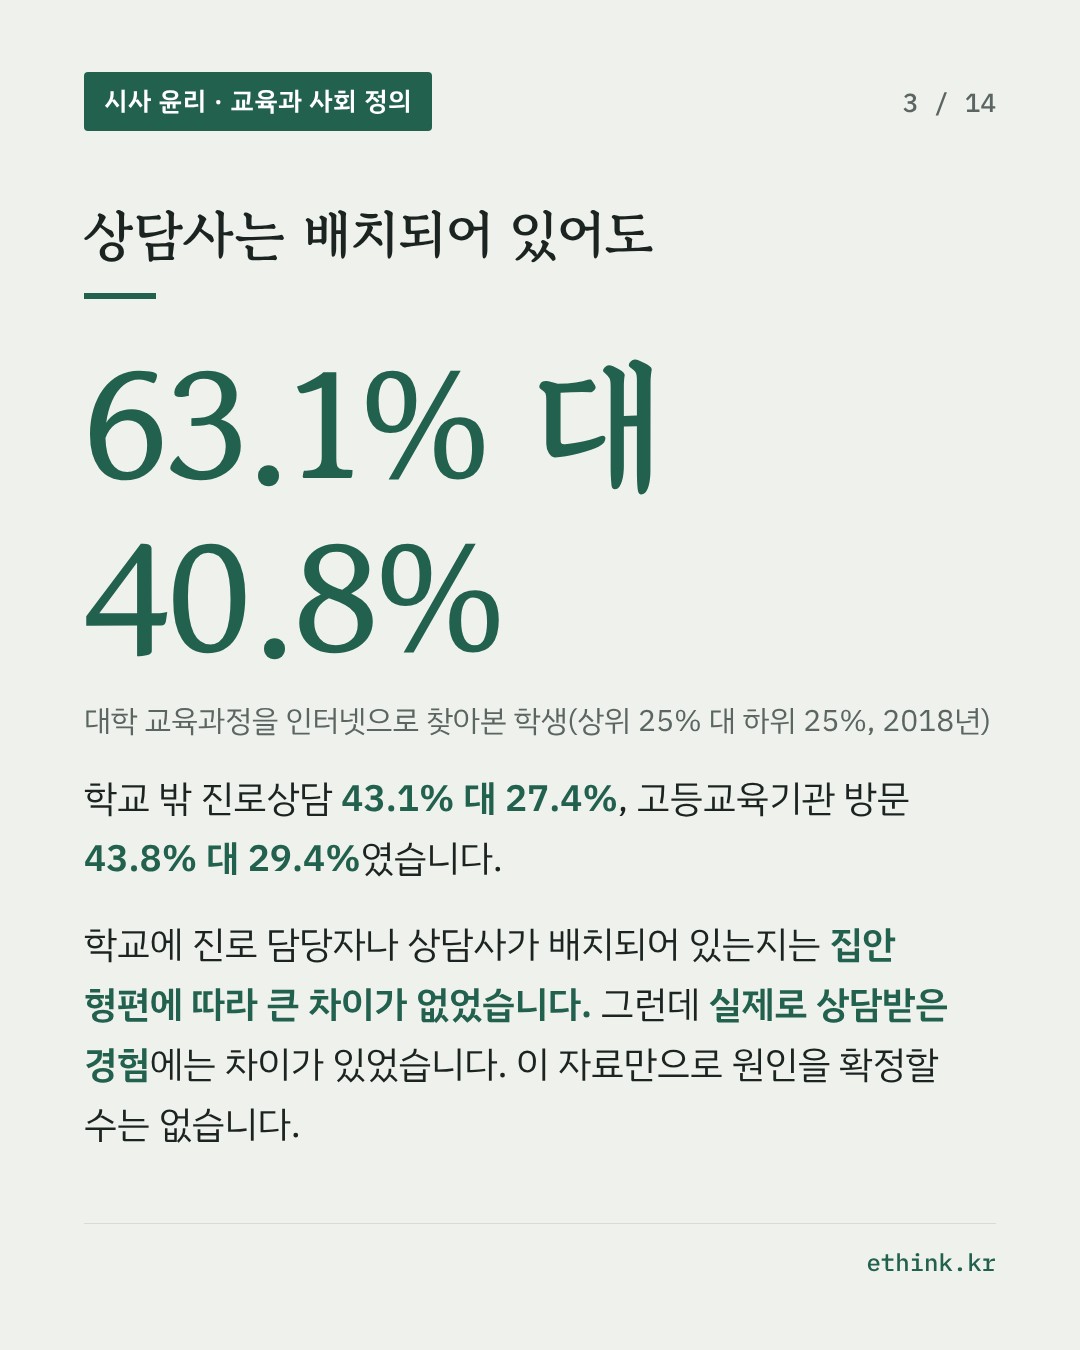 시사 윤리 · 교육과 사회 정의
3 / 14
상담사는 배치되어 있어도
63.1% 대
40.8%
대학 교육과정을 인터넷으로 찾아본 학생(상위 25% 대 하위 25%, 2018년)
학교 밖 진로상담 43.1% 대 27.4%, 고등교육기관 방문
43.8% 대 29.4%였습니다.
학교에 진로 담당자나 상담사가 배치되어 있는지는 집안
형편에 따라 큰 차이가 없었습니다. 그런데 실제로 상담받은
경험에는 차이가 있었습니다. 이 자료만으로 원인을 확정할
수는 없습니다.
ethink.kr